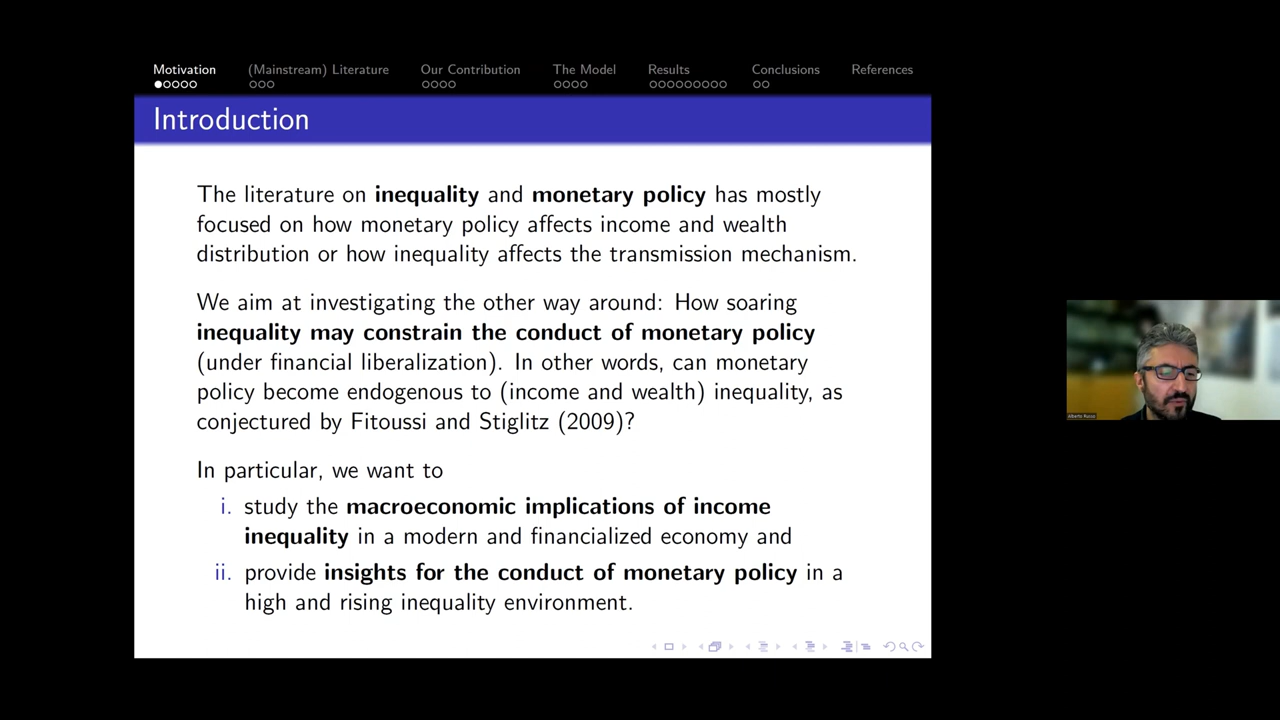 Motivation (Mainstream) Literature Our Contribution The Model Results Conclusions References
Introduction
The literature on inequality and monetary policy has mostly
focused on how monetary policy affects income and wealth
distribution or how inequality affects the transmission mechanism.
We aim at investigating the other way around: How soaring
inequality may constrain the conduct of monetary policy
(under financial liberalization). In other words, can monetary
policy become endogenous to (income and wealth) inequality, as
conjectured by Fitoussi and Stiglitz (2009)?
In particular, we want to
i. study the macroeconomic implications of income
inequality in a modern and financialized economy and
ii. provide insights for the conduct of monetary policy in a
high and rising inequality environment.
Alberto Russo